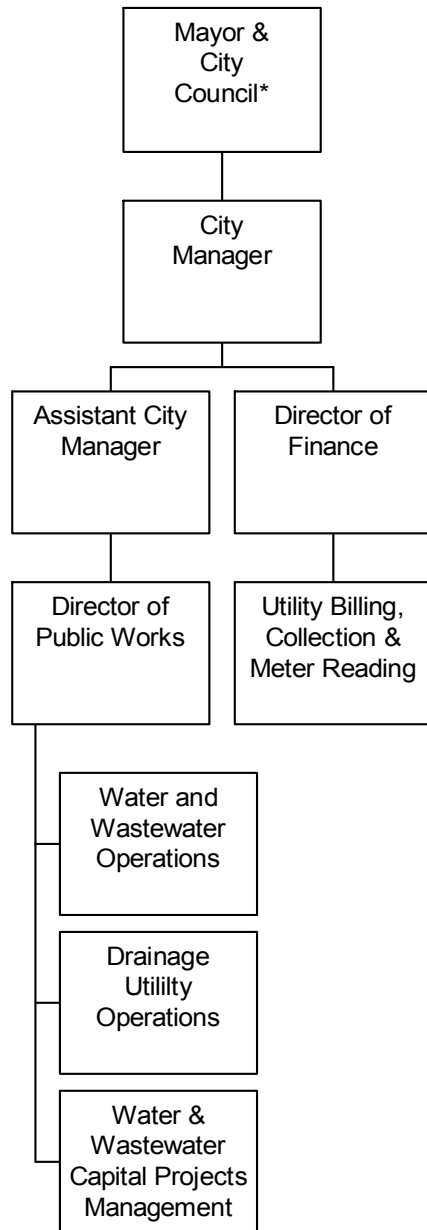 Mayor &
City
Council*
City
Manager
Assistant City
Manager
Director of
Finance
Director of
Public Works
Utility Billing,
Collection &
Meter Reading
Water and
Wastewater
Operations
Drainage
Utililty
Operations
Water &
Wastewater
Capital Projects
Management